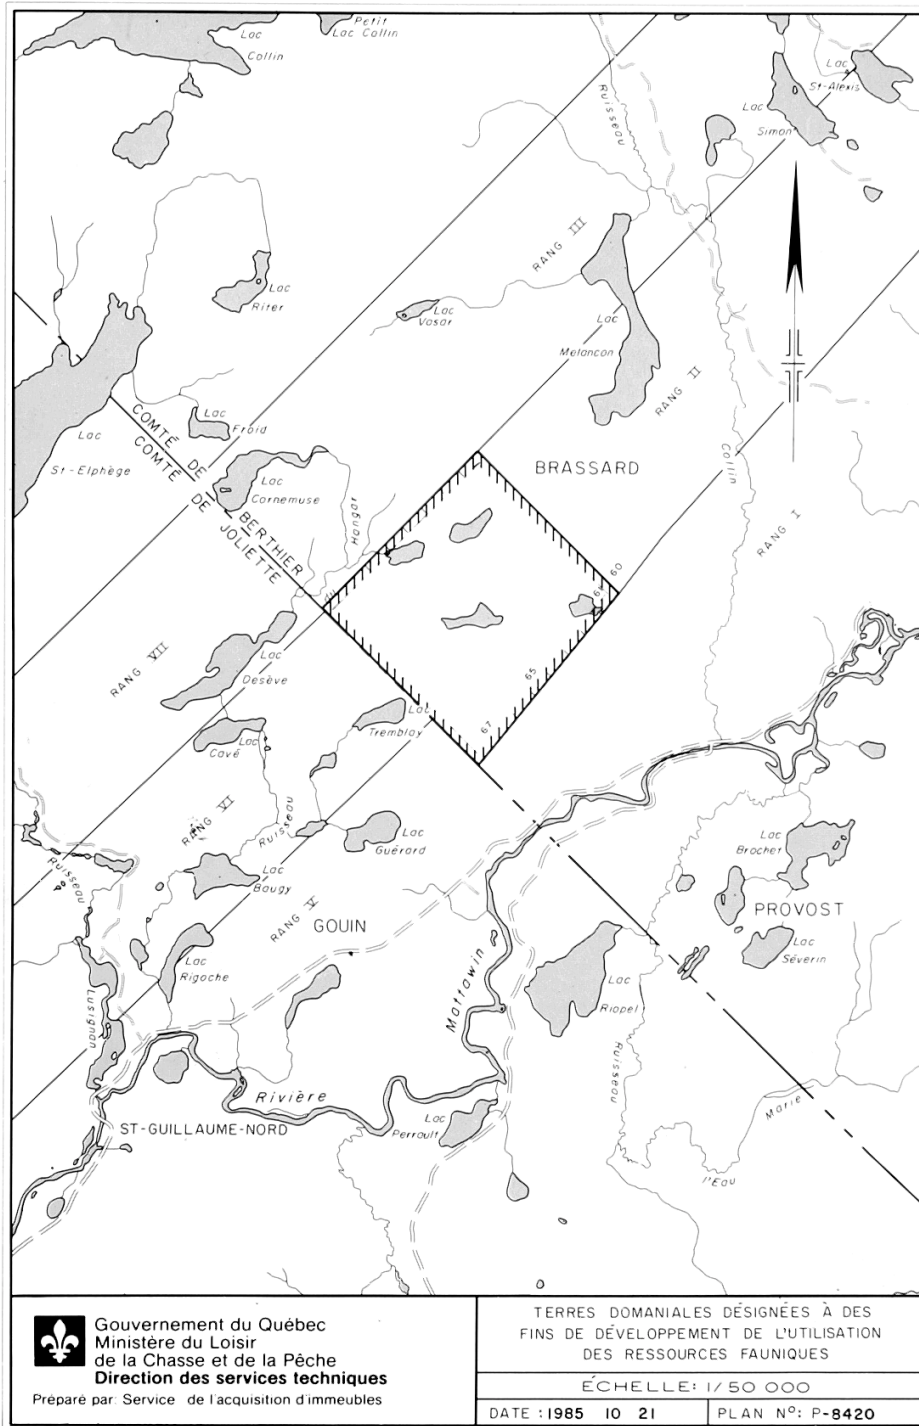 Petit
Lac Collin
Lac
Collin
Lac
St-Alexis
Lac
Simon
Ruisseau
RANG III
Lac
Riter
Lac
Vasar
Lac
Melancon
RANG II
Lac
Froid
Lac
St-Elphège
COMTÉ DE BERTHIER
COMTÉ DE JOLIETTE
Lac
Cornemuse
BRASSARD
Collin
RANG I
60
65
67
RANG VII
Lac
Desève
Lac
Tremblay
Lac
Cavé
RANG VI
Ruisseau
Lac
Guérard
Lac
Brochet
Ruisseau
Lac
Bougy
RANG V
GOUIN
PROVOST
Lac
Séverin
Lac
Rigoche
Lusignan
Mattawin
Lac
Riopel
Ruisseau
Rivière
Marie
ST-GUILLAUME-NORD
Lac
Perrault
l'Eau
Gouvernement du Québec
Ministère du Loisir
de la Chasse et de la Pêche
Direction des services techniques
Préparé par: Service de l'acquisition d'immeubles
TERRES DOMANIALES DÉSIGNÉES À DES
FINS DE DÉVELOPPEMENT DE L'UTILISATION
DES RESSOURCES FAUNIQUES
ÉCHELLE: 1/50 000
DATE : 1985 10 21
PLAN Nº: P-8420